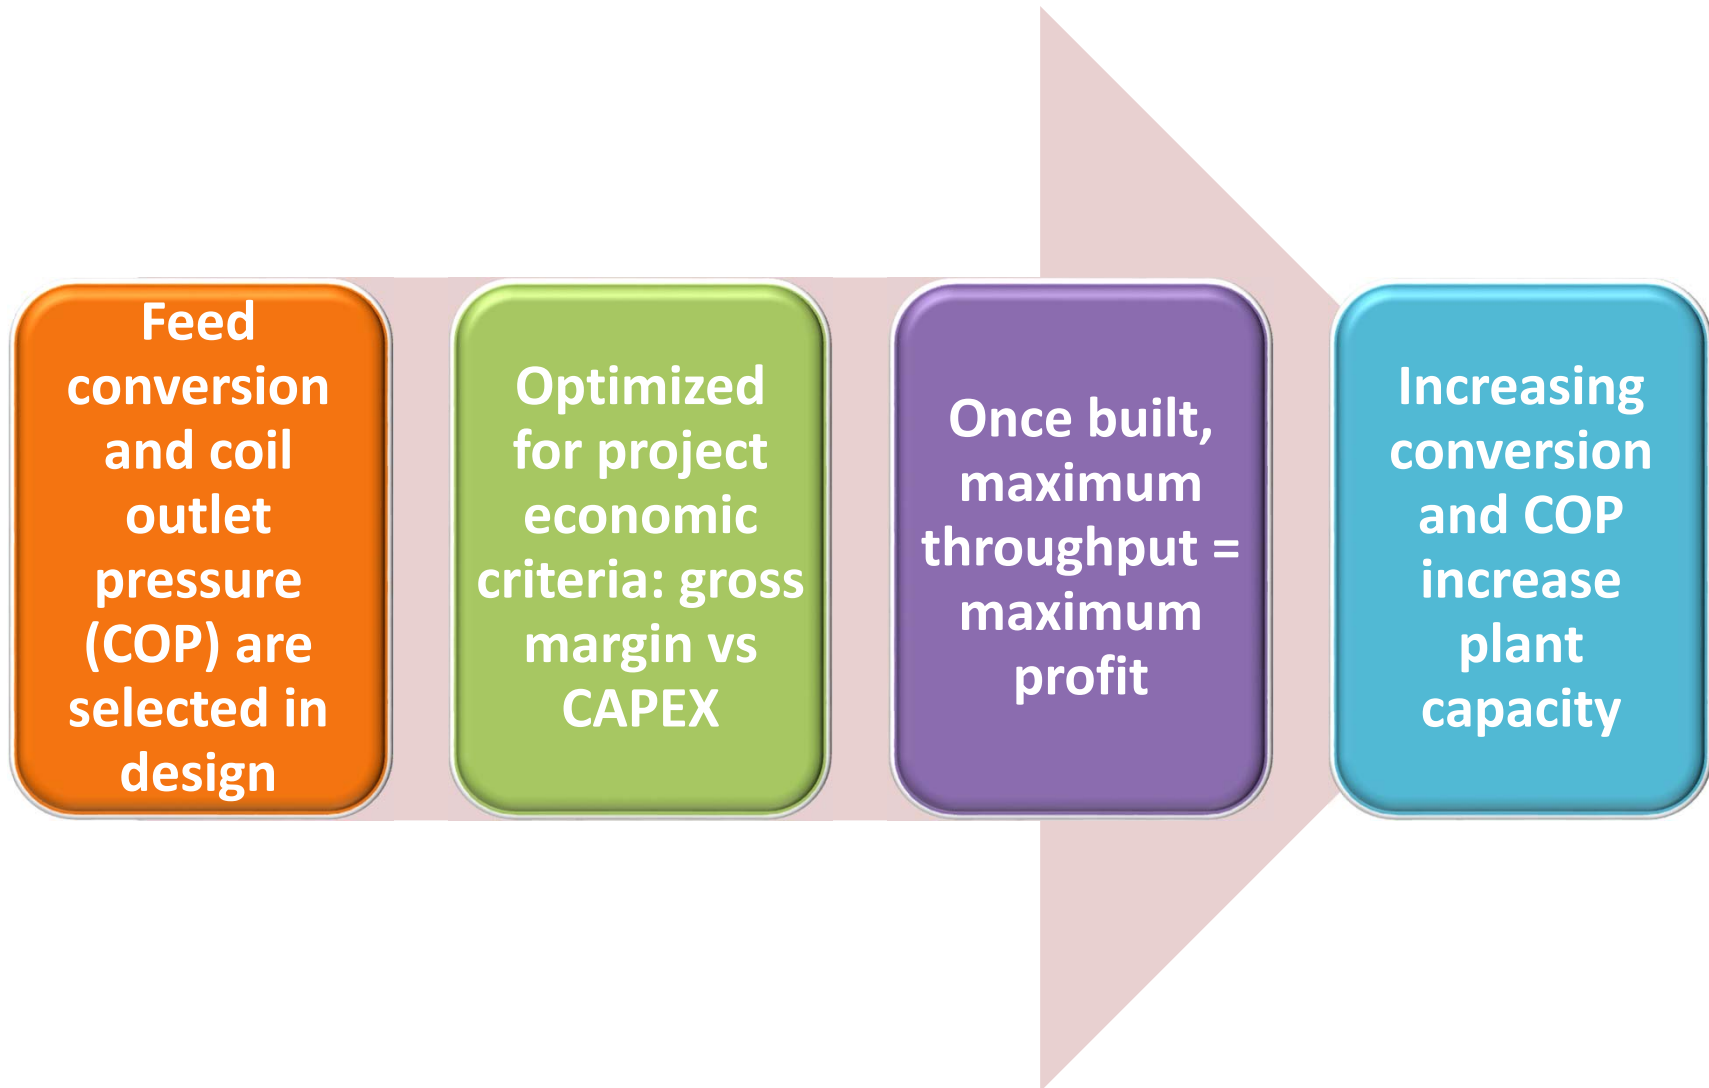 Feed
conversion
and coil
outlet
pressure
(COP) are
selected in
design
Optimized
for project
economic
criteria: gross
margin vs
CAPEX
Once built,
maximum
throughput =
maximum
profit
Increasing
conversion
and COP
increase
plant
capacity